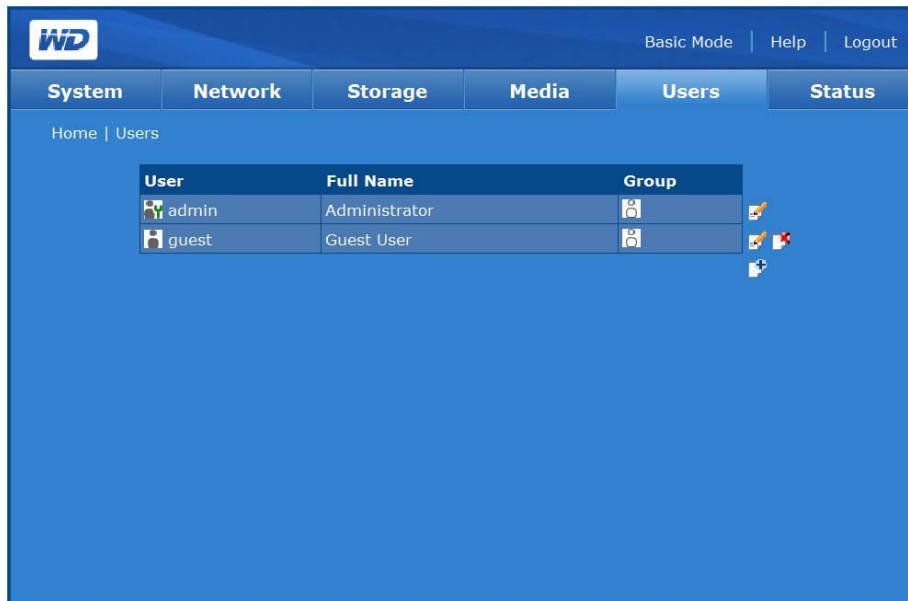 WD
Basic Mode | Help | Logout
System Network Storage Media Users Status
Home | Users
User Full Name Group
admin Administrator
guest Guest User